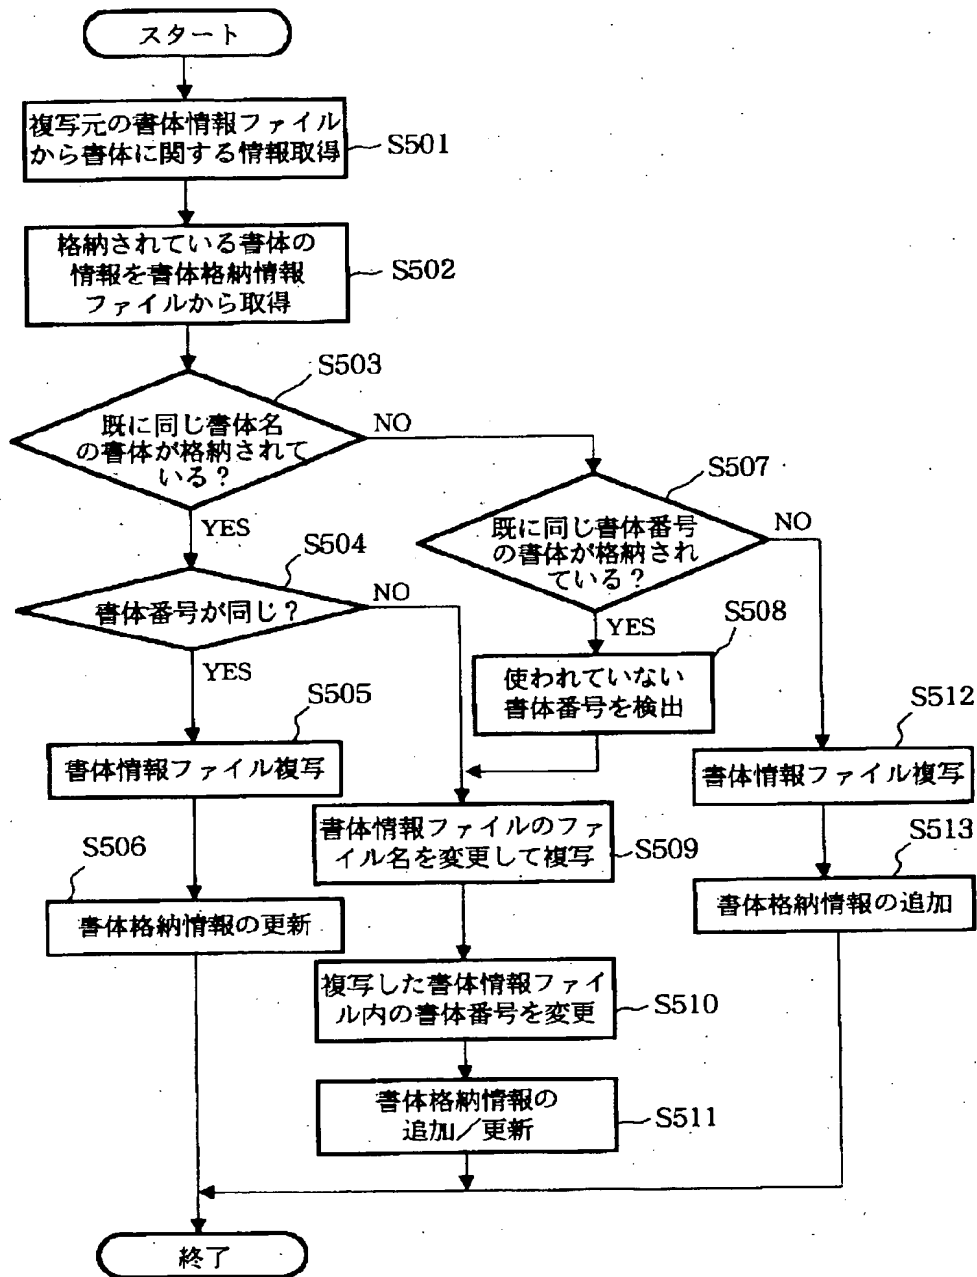 スタート
複写元の書体情報ファイル
から書体に関する情報取得
S501
格納されている書体の
情報を書体格納情報
ファイルから取得
S502
S503
既に同じ書体名
の書体が格納されて
いる？
NO
YES
S507
既に同じ書体番号
の書体が格納され
ている？
NO
YES
S504
書体番号が同じ？
NO
YES
S508
使われていない
書体番号を検出
S505
書体情報ファイル複写
S512
書体情報ファイル複写
書体情報ファイルのファ
イル名を変更して複写
S509
S506
書体格納情報の更新
S513
書体格納情報の追加
複写した書体情報ファイ
ル内の書体番号を変更
S510
書体格納情報の
追加／更新
S511
終了